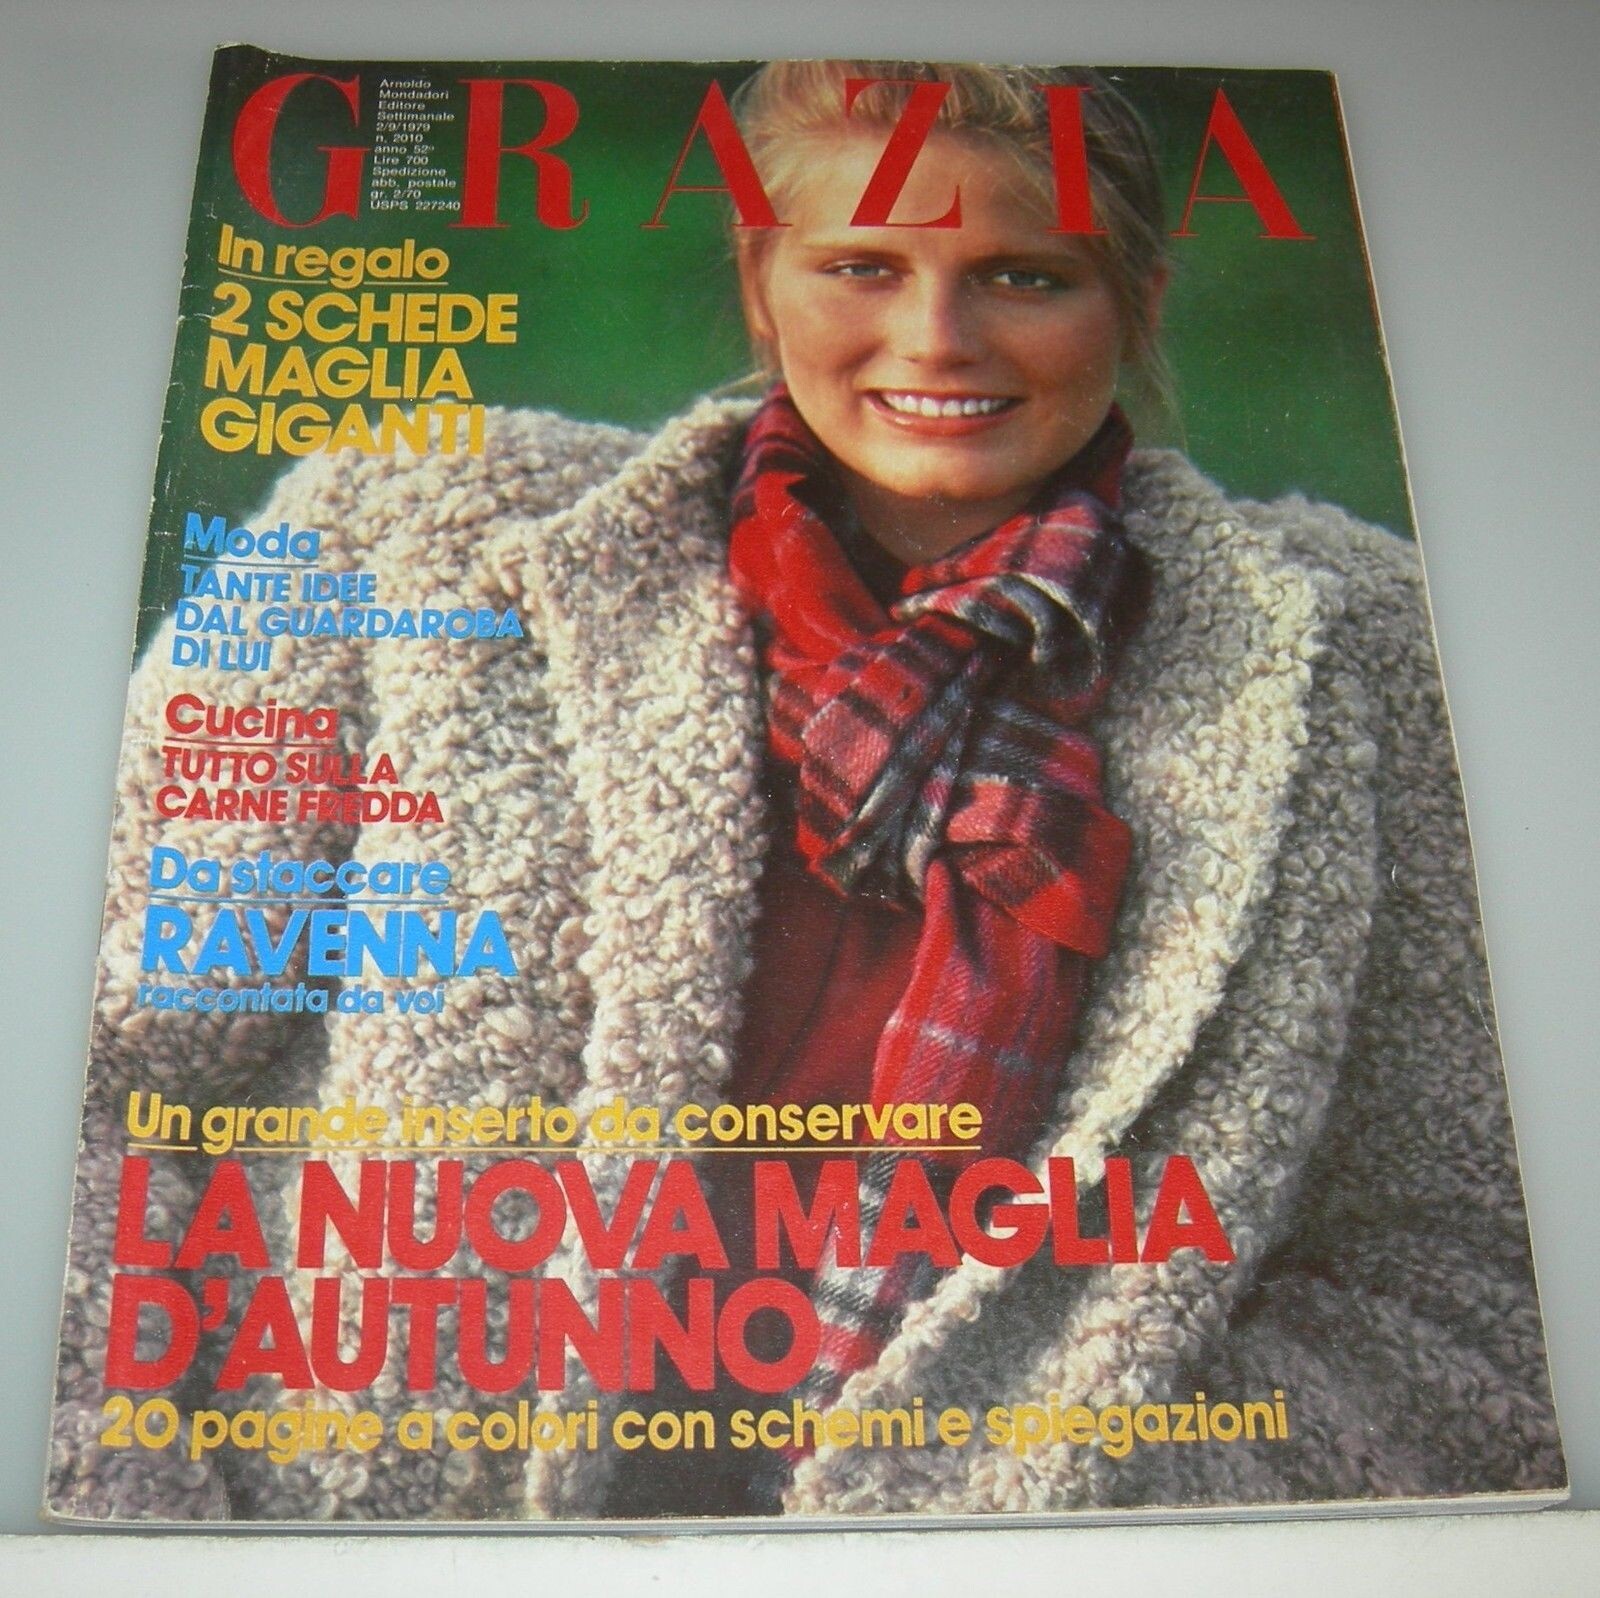 GRAZIA
Arnoldo
Mondadori
Editore
Settimanale
2/9/1979
n. 2010
anno 52º
Lire 700
Spedizione
abb. postale
gr. 2/70
USPS 227240
In regalo
2 SCHEDE
MAGLIA
GIGANTI
Moda
TANTE IDEE
DAL GUARDAROBA
DI LUI
Cucina
TUTTO SULLA
CARNE FREDDA
Da staccare
RAVENNA
raccontata da voi
Un grande inserto da conservare
LA NUOVA MAGLIA
D'AUTUNNO
20 pagine a colori con schemi e spiegazioni